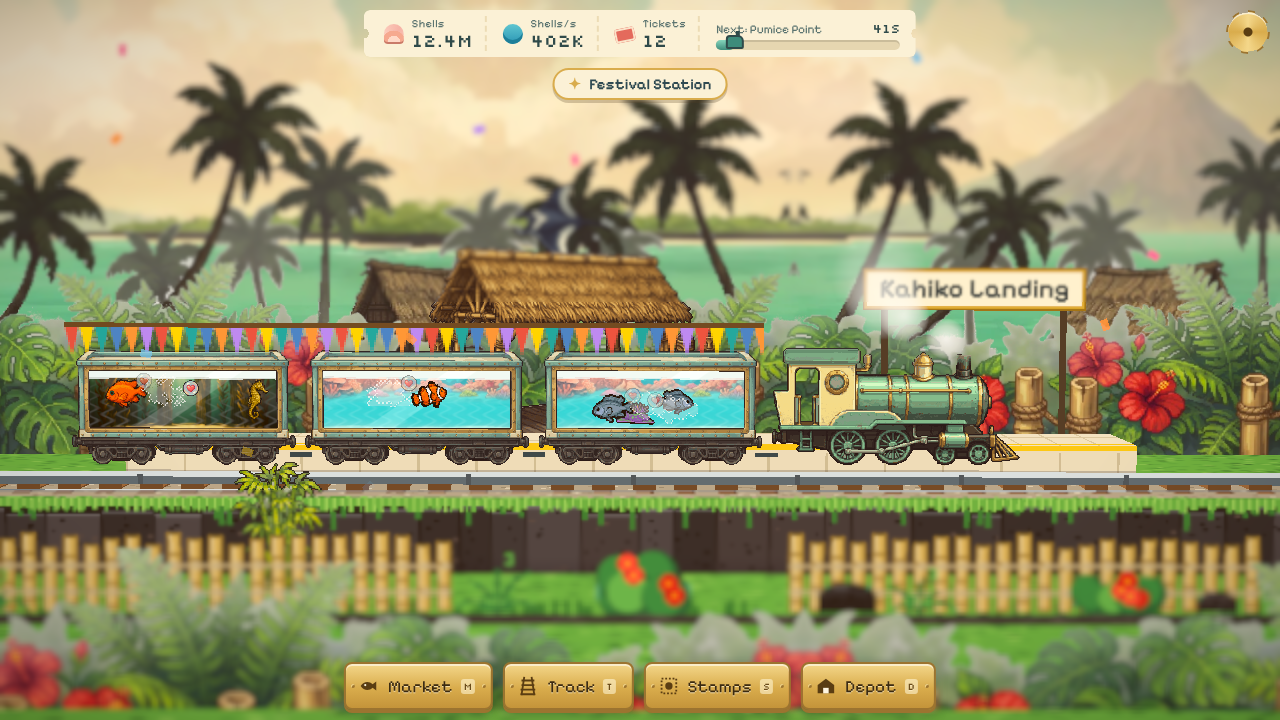 Shells
12.4M
Shells/s
402K
Tickets
12
Next: Pumice Point
41S
Festival Station
Kahiko Landing
Market M
Track T
Stamps S
Depot D